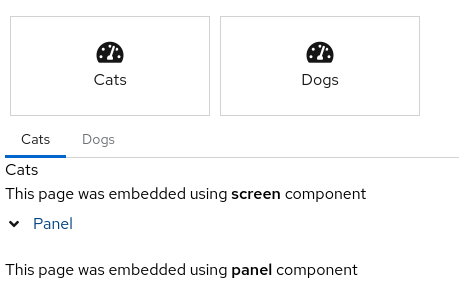 Cats Dogs
Cats Dogs
Cats
This page was embedded using screen component
Panel
This page was embedded using panel component